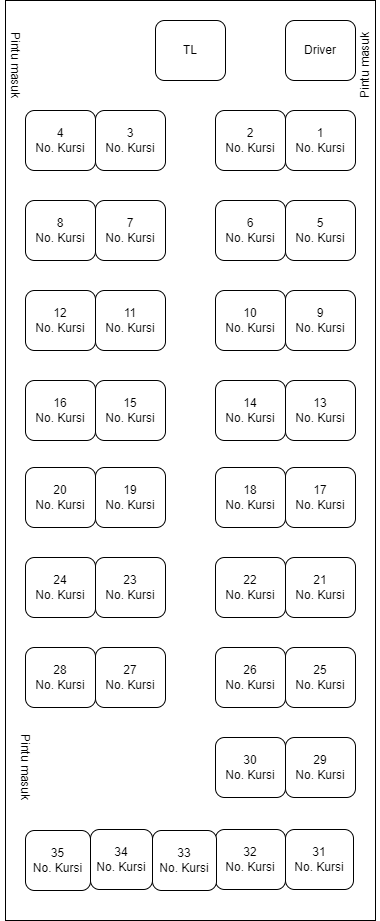 Pintu masuk
TL
Driver
Pintu masuk
4
No. Kursi
3
No. Kursi
2
No. Kursi
1
No. Kursi
8
No. Kursi
7
No. Kursi
6
No. Kursi
5
No. Kursi
12
No. Kursi
11
No. Kursi
10
No. Kursi
9
No. Kursi
16
No. Kursi
15
No. Kursi
14
No. Kursi
13
No. Kursi
20
No. Kursi
19
No. Kursi
18
No. Kursi
17
No. Kursi
24
No. Kursi
23
No. Kursi
22
No. Kursi
21
No. Kursi
28
No. Kursi
27
No. Kursi
26
No. Kursi
25
No. Kursi
Pintu masuk
30
No. Kursi
29
No. Kursi
35
No. Kursi
34
No. Kursi
33
No. Kursi
32
No. Kursi
31
No. Kursi